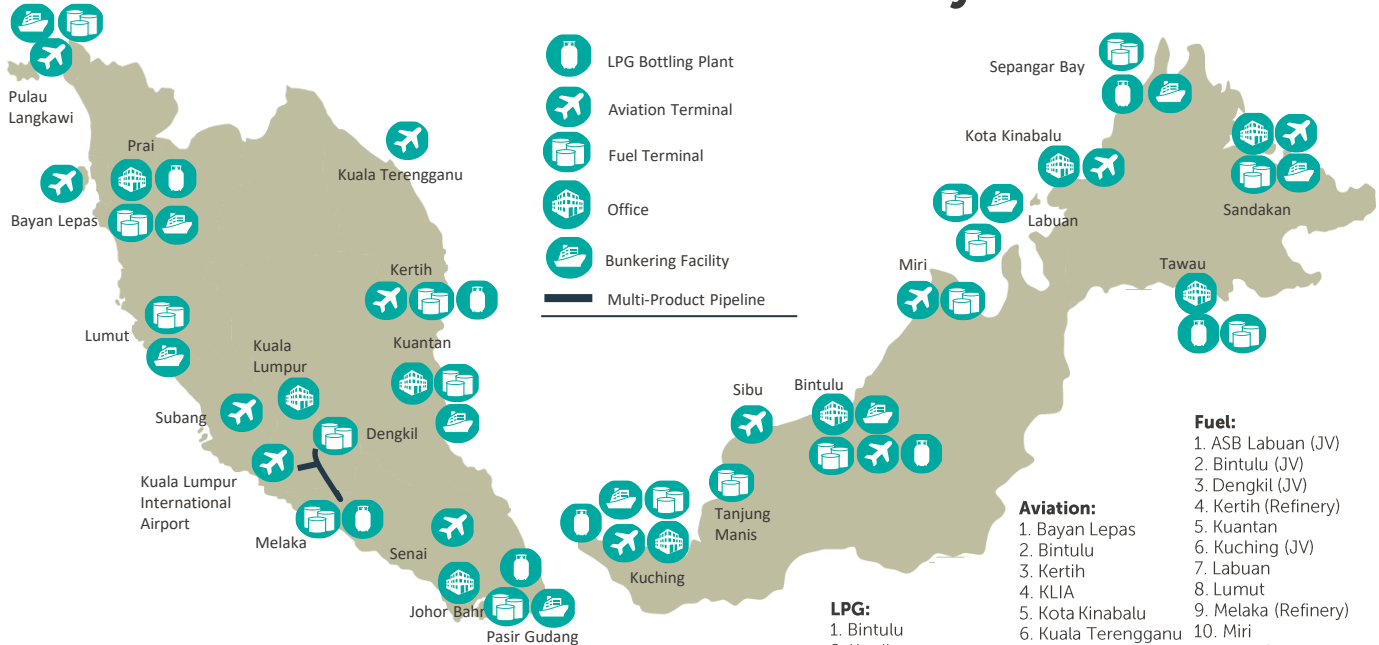 Pulau
Langkawi
Prai
Bayan Lepas
Kuala Terengganu
Kertih
Lumut
Kuala
Lumpur
Kuantan
Subang
Dengkil
Kuala Lumpur
International
Airport
Melaka
Senai
Johor Bahr
Pasir Gudang
LPG Bottling Plant
Aviation Terminal
Fuel Terminal
Office
Bunkering Facility
Multi-Product Pipeline
Sepangar Bay
Kota Kinabalu
Labuan
Sandakan
Miri
Tawau
Sibu
Bintulu
Tanjung
Manis
Kuching
LPG:
1. Bintulu
Aviation:
1. Bayan Lepas
2. Bintulu
3. Kertih
4. KLIA
5. Kota Kinabalu
6. Kuala Terengganu
Fuel:
1. ASB Labuan (JV)
2. Bintulu (JV)
3. Dengkil (JV)
4. Kertih (Refinery)
5. Kuantan
6. Kuching (JV)
7. Labuan
8. Lumut
9. Melaka (Refinery)
10. Miri